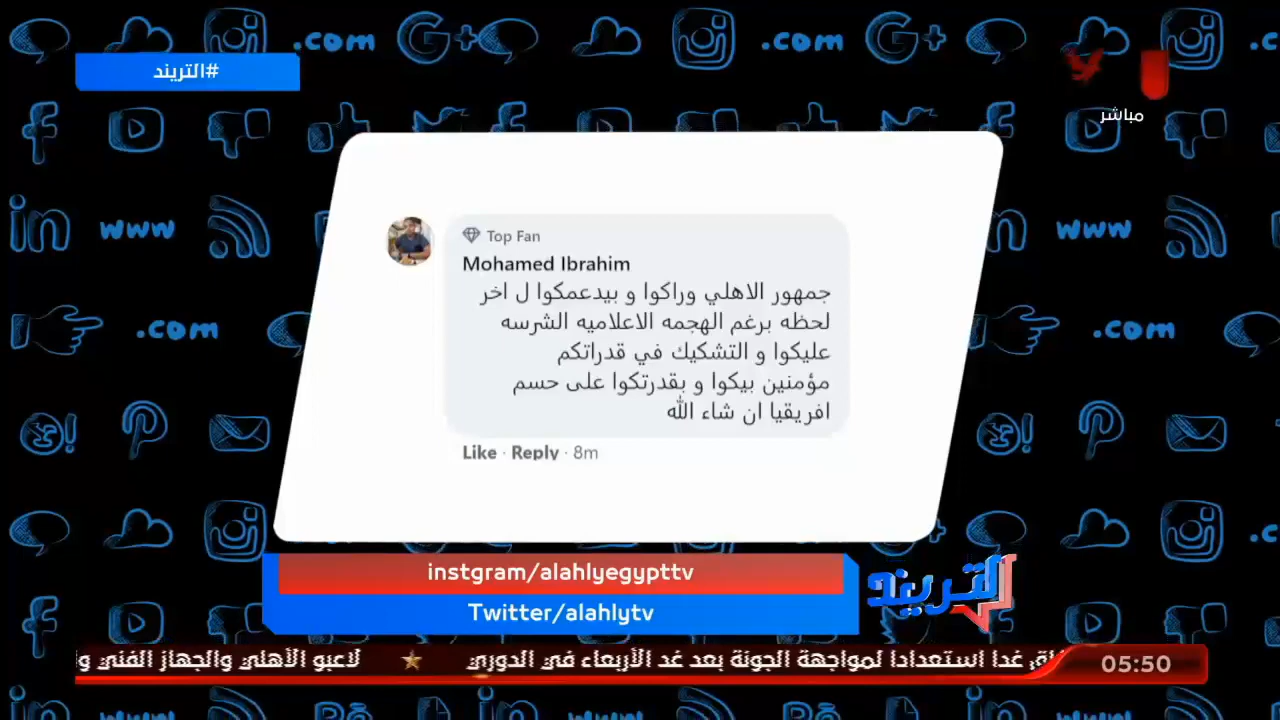 #التريند
مباشر
Top Fan
Mohamed Ibrahim
جمهور الاهلي وراكوا و بيدعمكوا ل اخر
لحظه برغم الهجمه الاعلاميه الشرسه
عليكوا و التشكيك في قدراتكم
مؤمنين بيكوا و بقدرتكوا على حسم
افريقيا ان شاء الله
Like · Reply · 8m
instgram/alahlyegypttv
Twitter/alahlytv
التريند
غدا استعدادا لمواجهة الجونة بعد غد الأربعاء في الدوري ★ لاعبو الأهلي والجهاز الفني
05:50